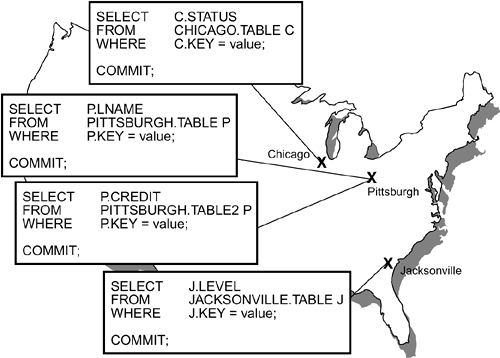 SELECT C.STATUS
FROM CHICAGO.TABLE C
WHERE C.KEY = value;
COMMIT;
SELECT P.LNAME
FROM PITTSBURGH.TABLE P
WHERE P.KEY = value;
COMMIT;
SELECT P.CREDIT
FROM PITTSBURGH.TABLE2 P
WHERE P.KEY = value;
COMMIT;
SELECT J.LEVEL
FROM JACKSONVILLE.TABLE J
WHERE J.KEY = value;
COMMIT;
Chicago
X
X
Pittsburgh
X
Jacksonville